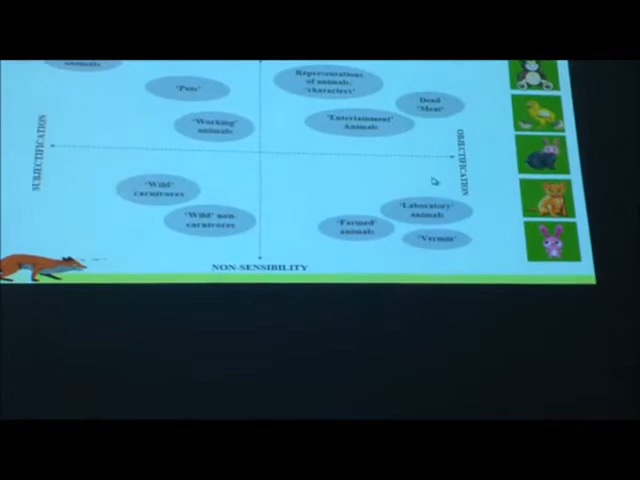 animals
'Pets'
Representations
of animals,
'characters'
Dead
'Meat'
'Working'
animals
'Entertainment'
Animals
SUBJECTIFICATION
OBJECTIFICATION
'Wild'
carnivores
'Wild' non-
carnivores
'Laboratory'
animals
'Farmed'
animals
'Vermin'
NON-SENSIBILITY